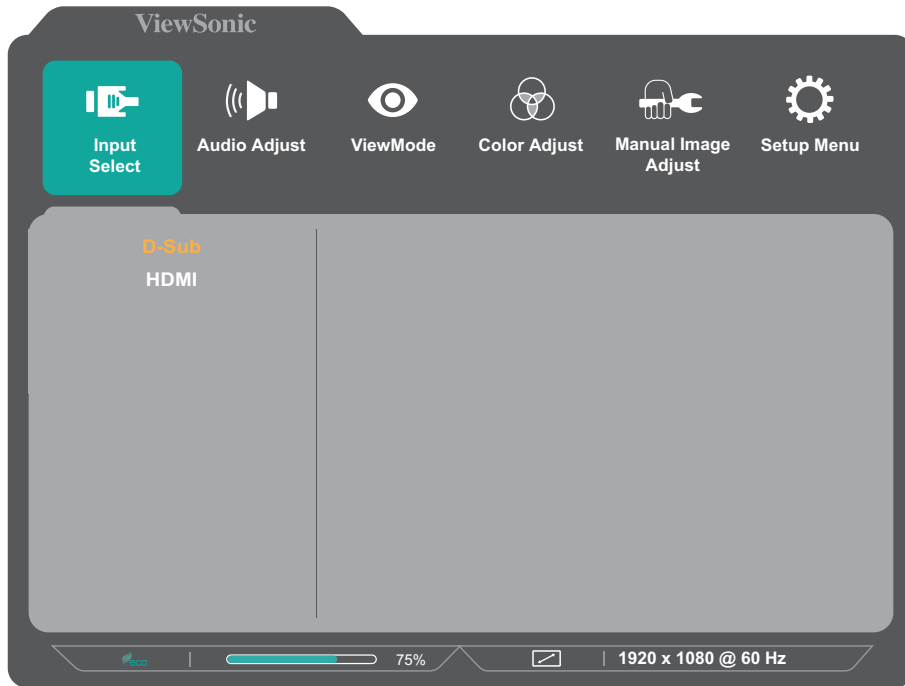 ViewSonic
Input
Select
Audio Adjust
ViewMode
Color Adjust
Manual Image
Adjust
Setup Menu
D-Sub
HDMI
eco
75%
1920 x 1080 @ 60 Hz